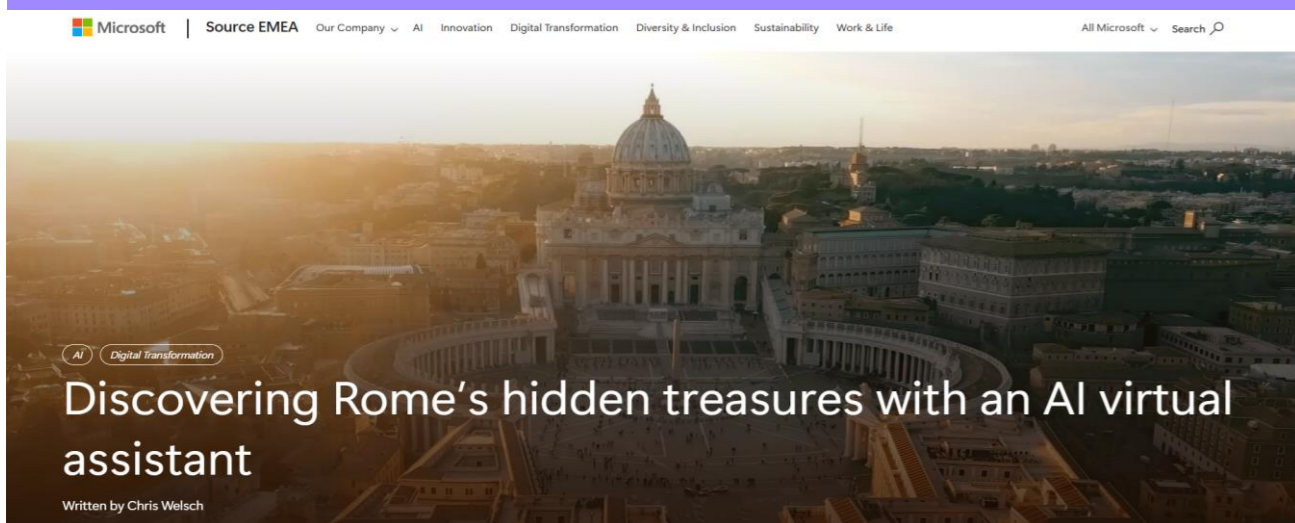 Microsoft | Source EMEA Our Company AI Innovation Digital Transformation Diversity & Inclusion Sustainability Work & Life All Microsoft Search
AI Digital Transformation
Discovering Rome's hidden treasures with an AI virtual
assistant
Written by Chris Welsch